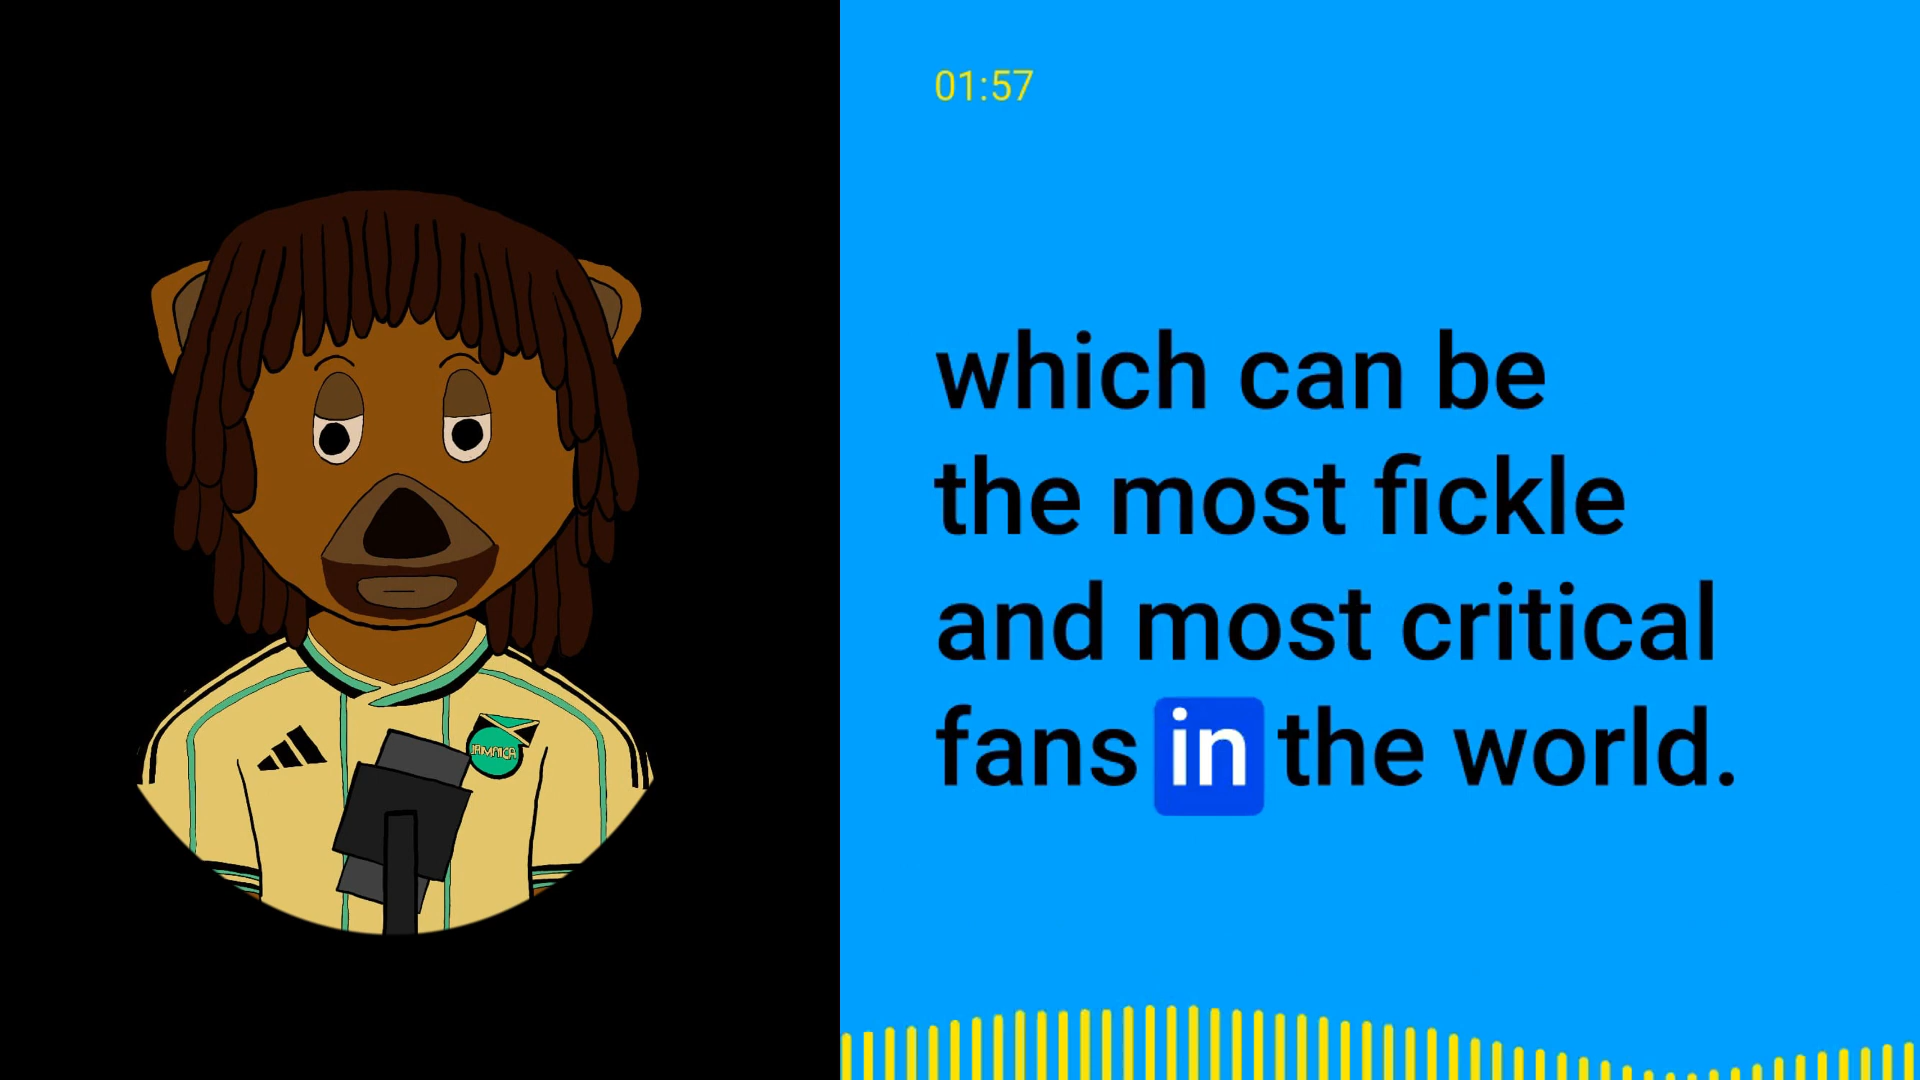 01:57
which can be
the most fickle
and most critical
fans in the world.
JAMAICA